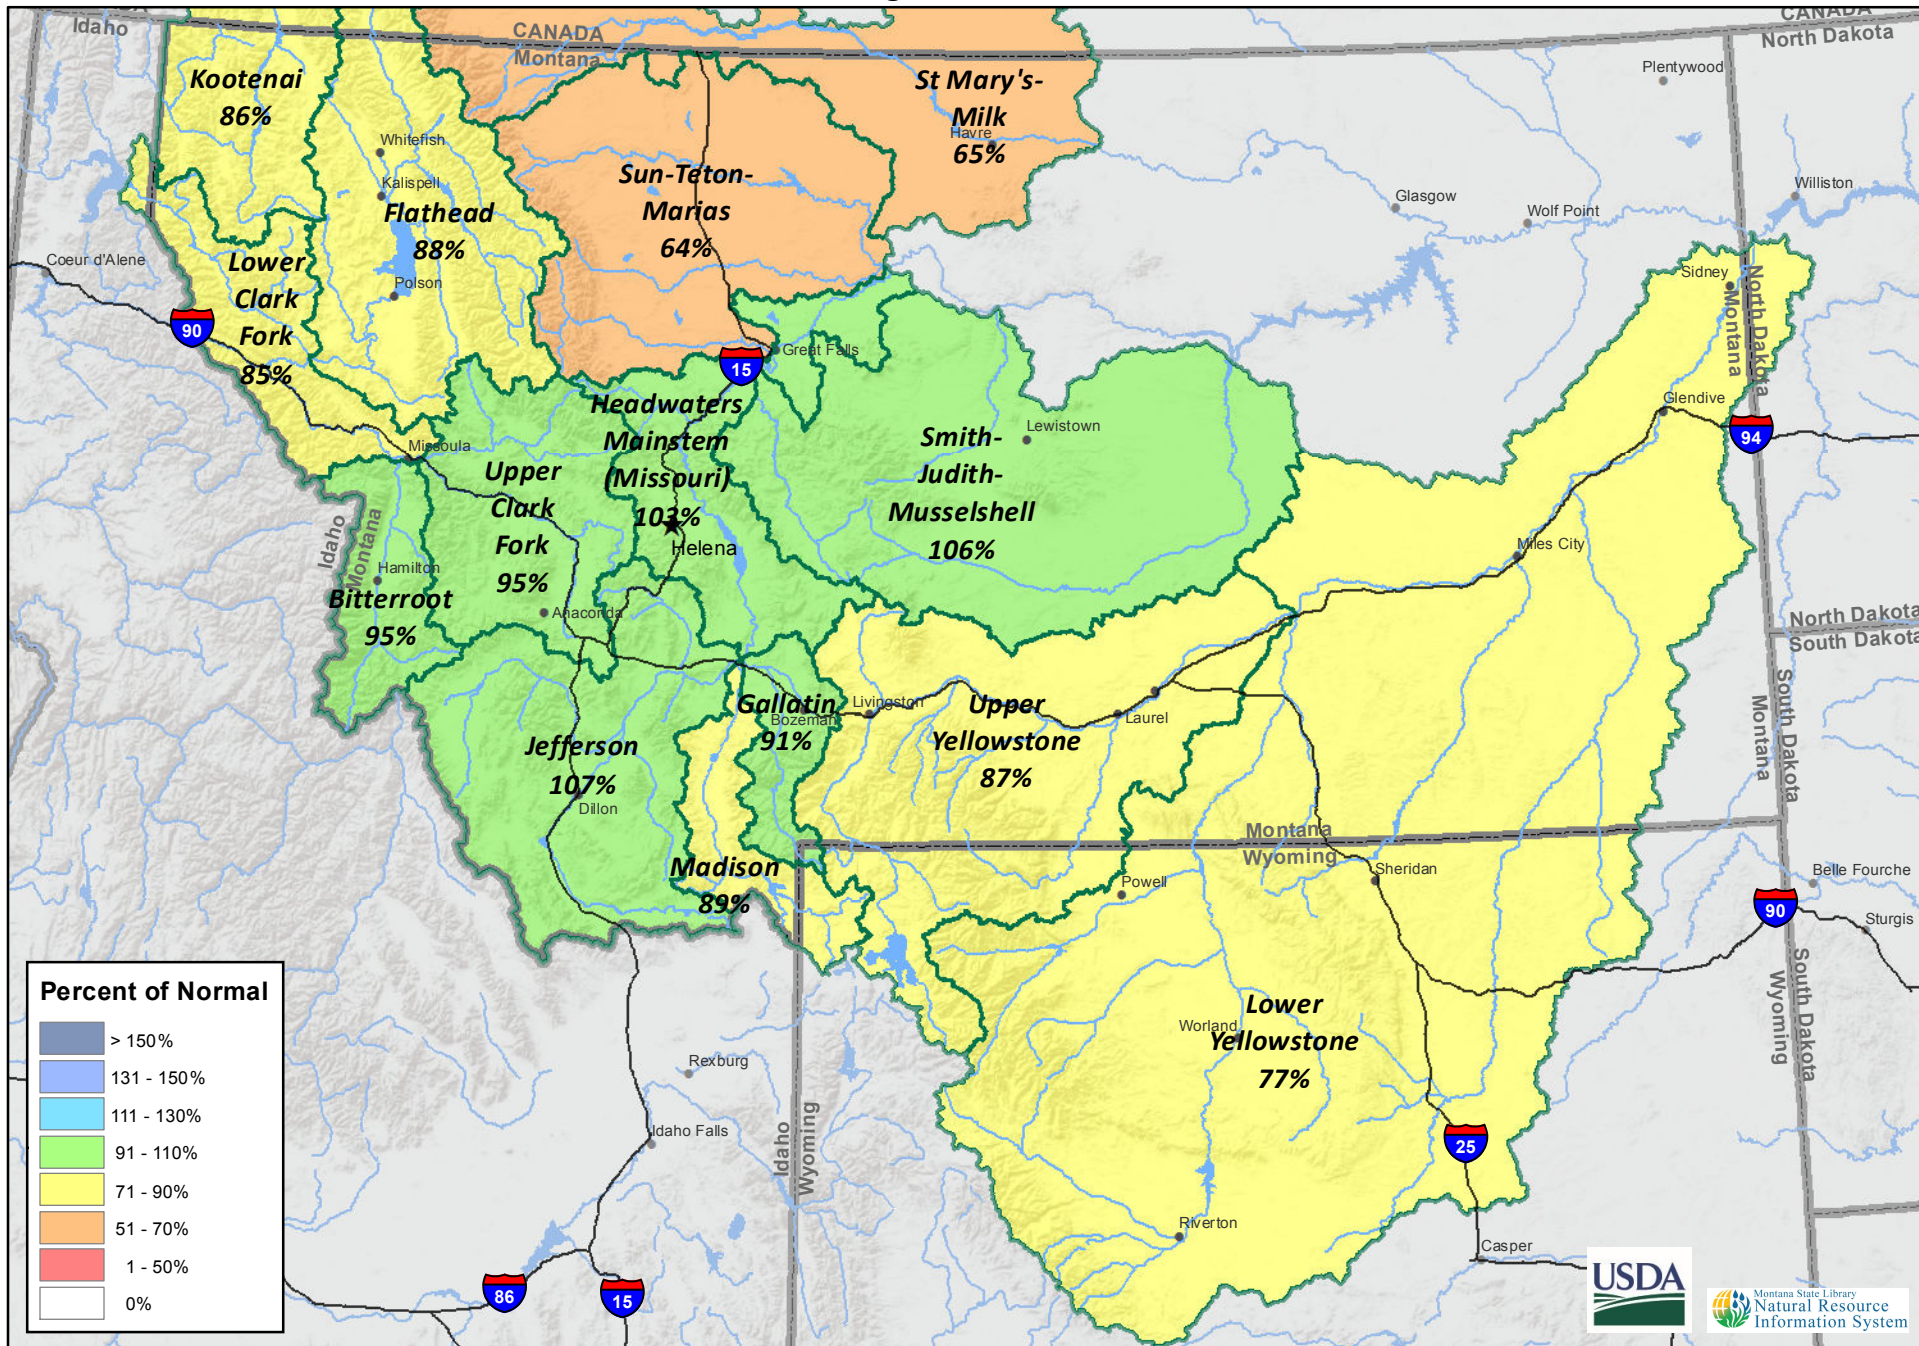 CANADA
Idaho
CANADA
Montana
CANADA
North Dakota
Kootenai
86%
St Mary's-
Milk
Havre
65%
Plentywood
Whitefish
Kalispell
Flathead
88%
Polson
Sun-Teton-
Marias
64%
Glasgow
Wolf Point
Williston
Coeur d'Alene
Lower
Clark
Fork
85%
90
Sidney
North Dakota
Montana
Great Falls
15
Headwaters
Mainstem
(Missouri)
103%
Helena
Smith-
Judith-
Musselshell
106%
Lewistown
Glendive
94
Missoula
Upper
Clark
Fork
95%
Anaconda
Idaho
Montana
Hamilton
Bitterroot
95%
Miles City
North Dakota
South Dakota
South Dakota
Montana
Gallatin
Bozeman
91%
Livingston
Upper
Yellowstone
87%
Laurel
Jefferson
107%
Dillon
Madison
89%
Montana
Wyoming
Powell
Sheridan
Belle Fourche
90
Sturgis
South Dakota
Wyoming
Lower
Yellowstone
77%
Worland
Rexburg
Idaho Falls
Idaho
Wyoming
25
Riverton
Casper
86
15
Percent of Normal
> 150%
131 - 150%
111 - 130%
91 - 110%
71 - 90%
51 - 70%
1 - 50%
0%
USDA
Montana State Library
Natural Resource
Information System